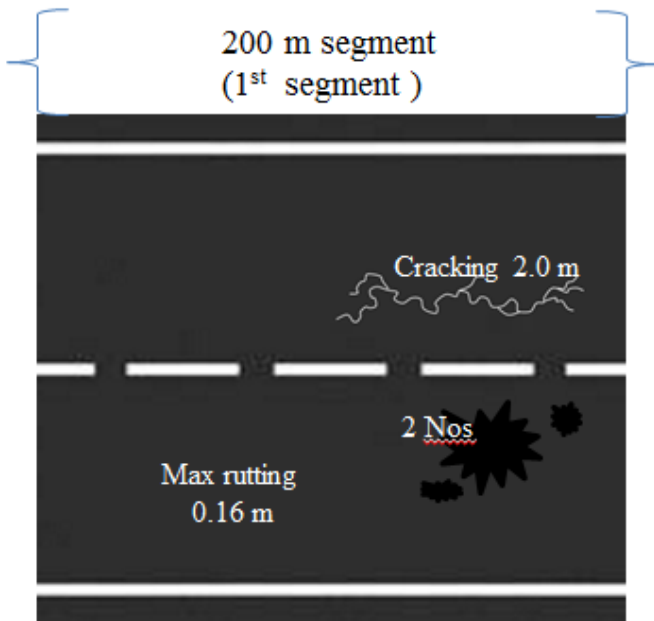 200 m segment
(1st segment )
Cracking 2.0 m
2 Nos
Max rutting
0.16 m